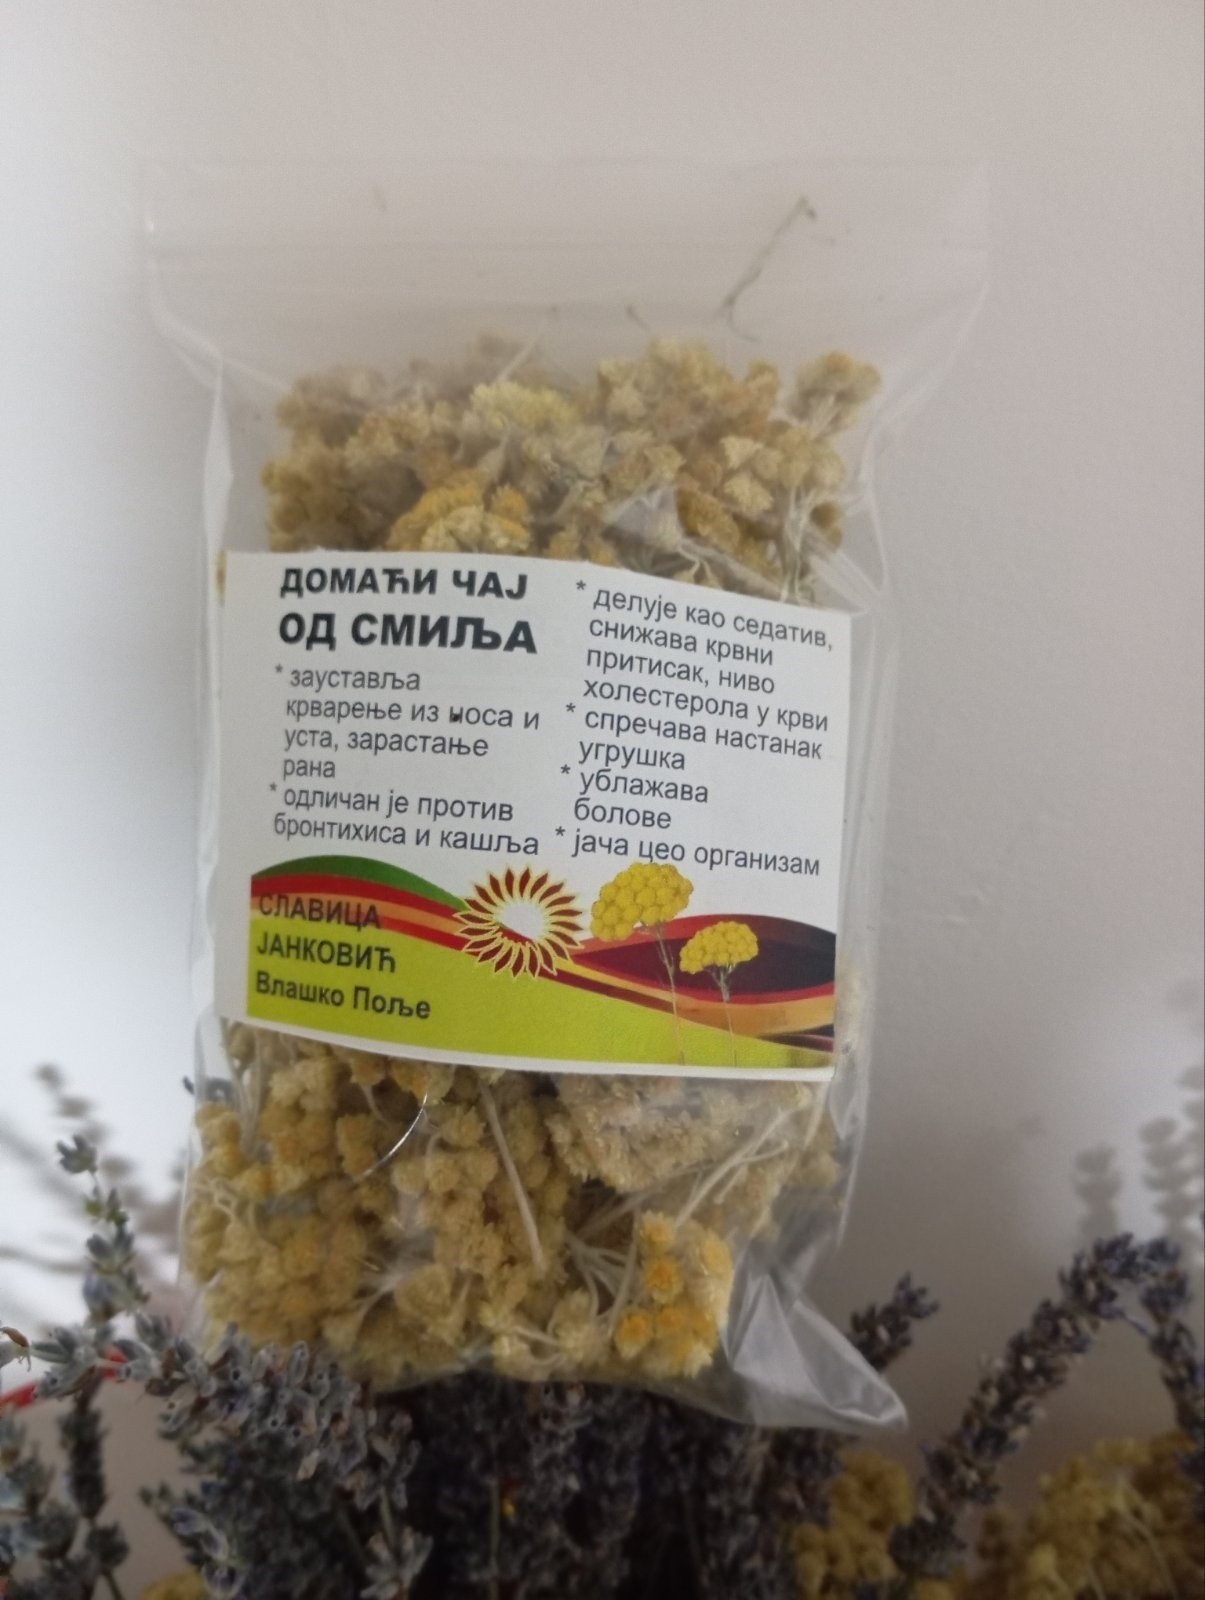 ДОМАЋИ ЧАЈ
ОД СМИЉА
* зауставља
крварење из носа и
уста, зарастање
рана
* одличан је против
бронтихиса и кашља
* делује као седатив,
снижава крвни
притисак, ниво
холестерола у крви
* спречава настанак
угрушка
* ублажава
болове
* јача цео организам
СЛАВИЦА
ЈАНКОВИЋ
Влашко Поље